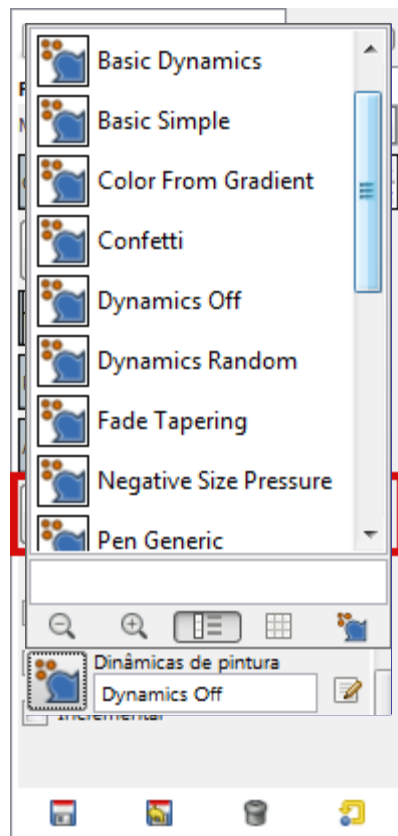 Basic Dynamics
Basic Simple
Color From Gradient
Confetti
Dynamics Off
Dynamics Random
Fade Tapering
Negative Size Pressure
Pen Generic
Dinâmicas de pintura
Dynamics Off
Incremental